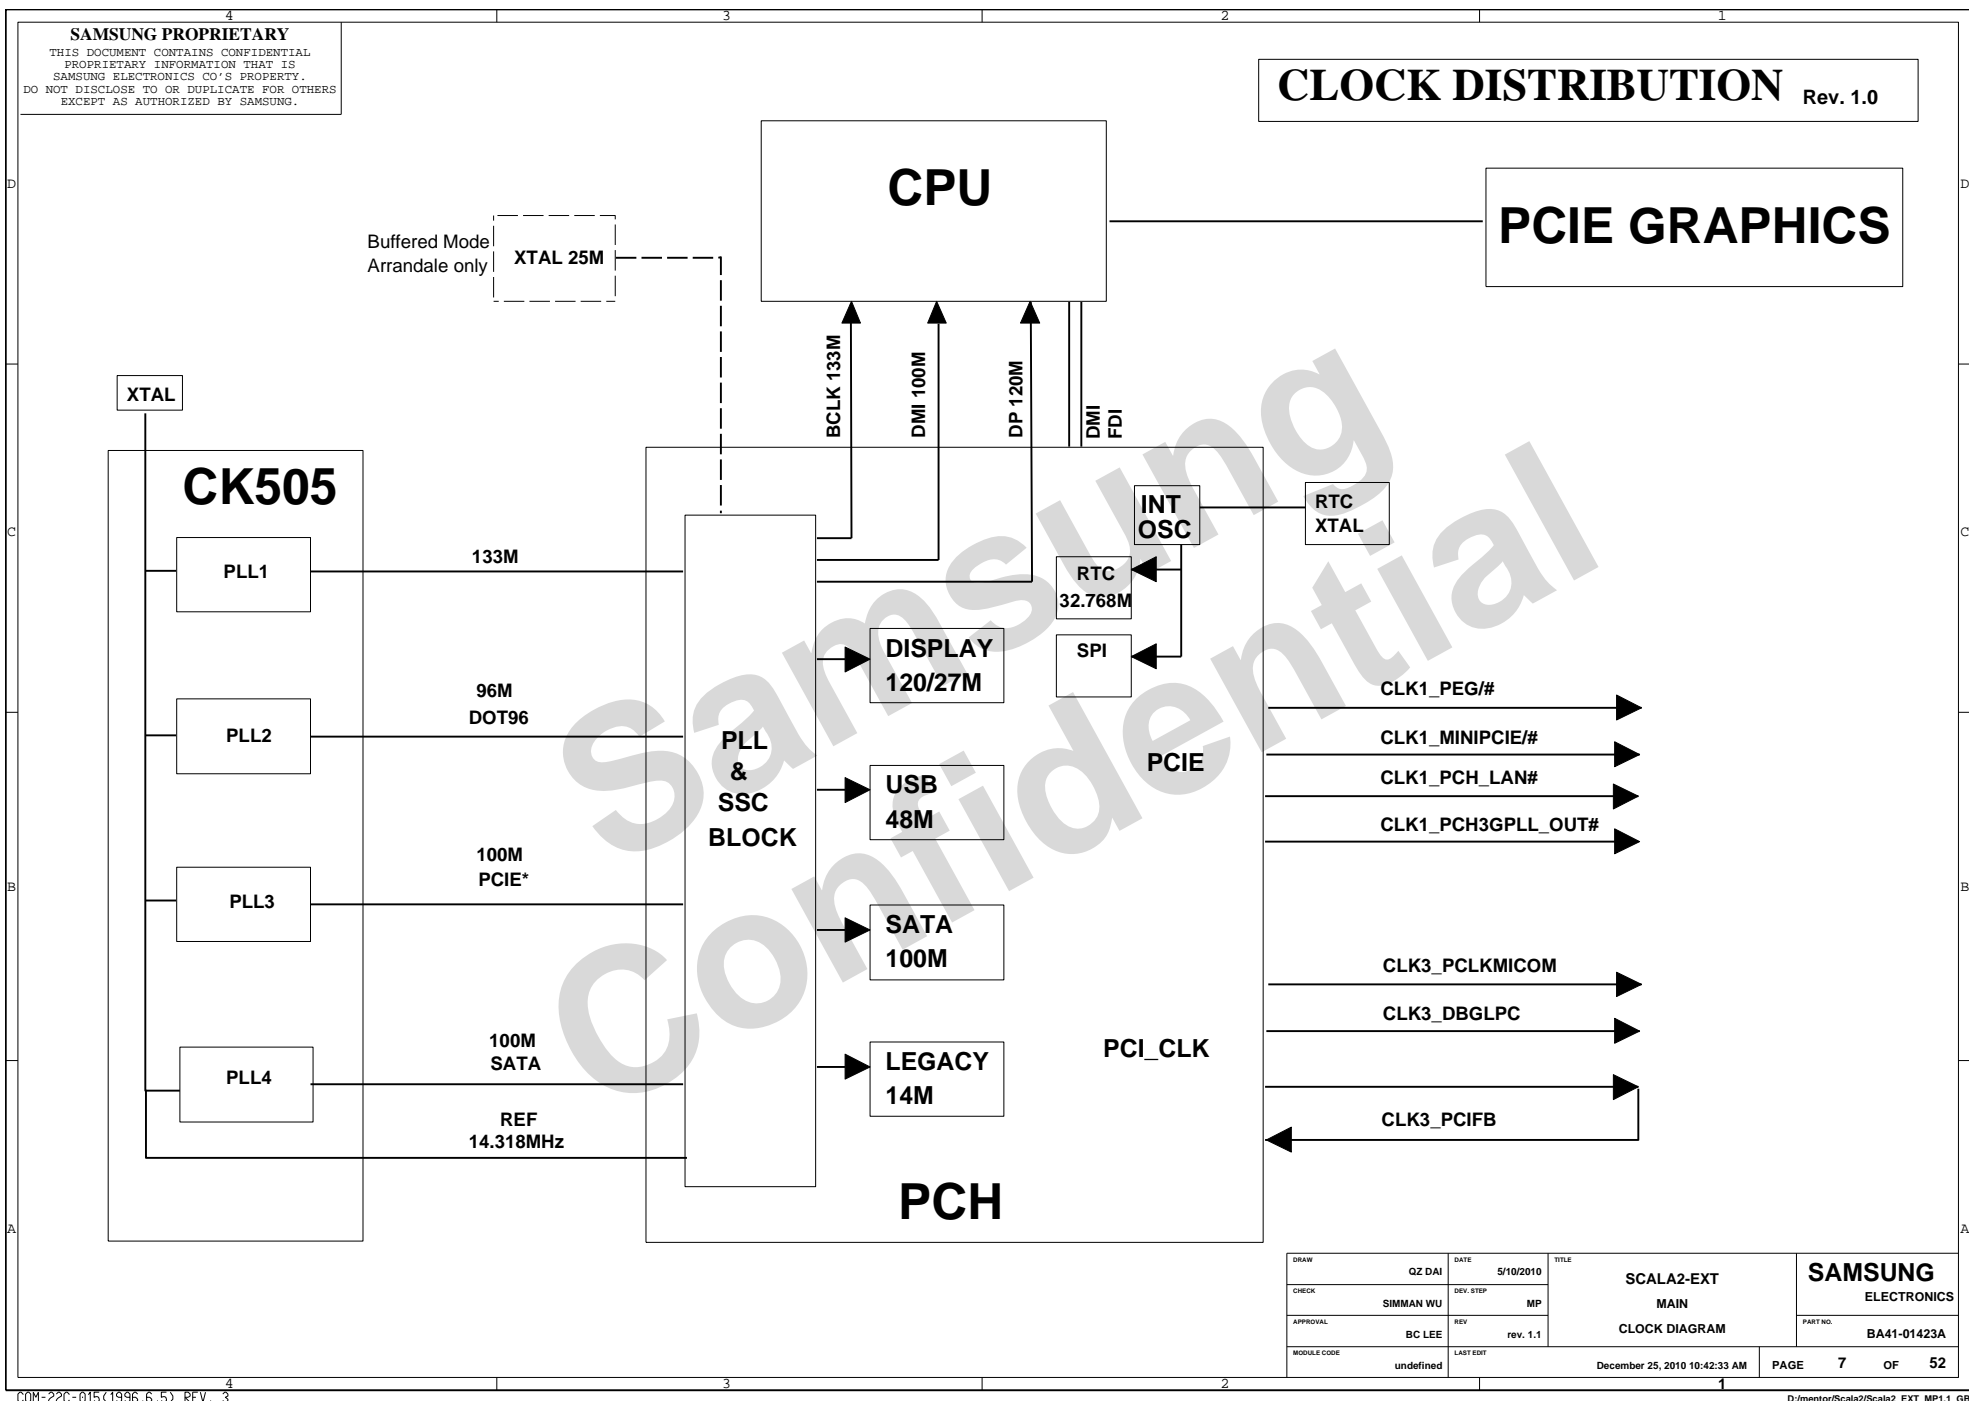 4
3
2
1
SAMSUNG PROPRIETARY
THIS DOCUMENT CONTAINS CONFIDENTIAL
PROPRIETARY INFORMATION THAT IS
SAMSUNG ELECTRONICS CO'S PROPERTY.
DO NOT DISCLOSE TO OR DUPLICATE FOR OTHERS
EXCEPT AS AUTHORIZED BY SAMSUNG.
CLOCK DISTRIBUTION Rev. 1.0
D
D
CPU
PCIE GRAPHICS
Buffered Mode
Arrandale only
XTAL 25M
BCLK 133M
DMI 100M
DP 120M
DMI
FDI
XTAL
CK505
INT
OSC
RTC
XTAL
C
C
PLL1
133M
RTC
32.768M
SPI
DISPLAY
120/27M
96M
DOT96
PLL2
PLL
&
SSC
BLOCK
USB
48M
PCIE
CLK1_PEG/#
CLK1_MINIPCIE/#
CLK1_PCH_LAN#
CLK1_PCH3GPLL_OUT#
100M
PCIE*
B
B
PLL3
SATA
100M
CLK3_PCLKMICOM
CLK3_DBGLPC
PCI_CLK
100M
SATA
PLL4
LEGACY
14M
REF
14.318MHz
CLK3_PCIFB
PCH
A
A
Samsung
Confidential
DRAW
QZ DAI
DATE
5/10/2010
TITLE
SCALA2-EXT
MAIN
CLOCK DIAGRAM
SAMSUNG
ELECTRONICS
CHECK
SIMMAN WU
DEV. STEP
MP
APPROVAL
BC LEE
REV
rev. 1.1
PART NO.
BA41-01423A
MODULE CODE
undefined
LAST EDIT
December 25, 2010 10:42:33 AM
PAGE 7 OF 52
4
3
2
1
COM-22C-015(1996.6.5) REV. 3
D:/mentor/Scala2/Scala2_EXT_MP1.1_GB